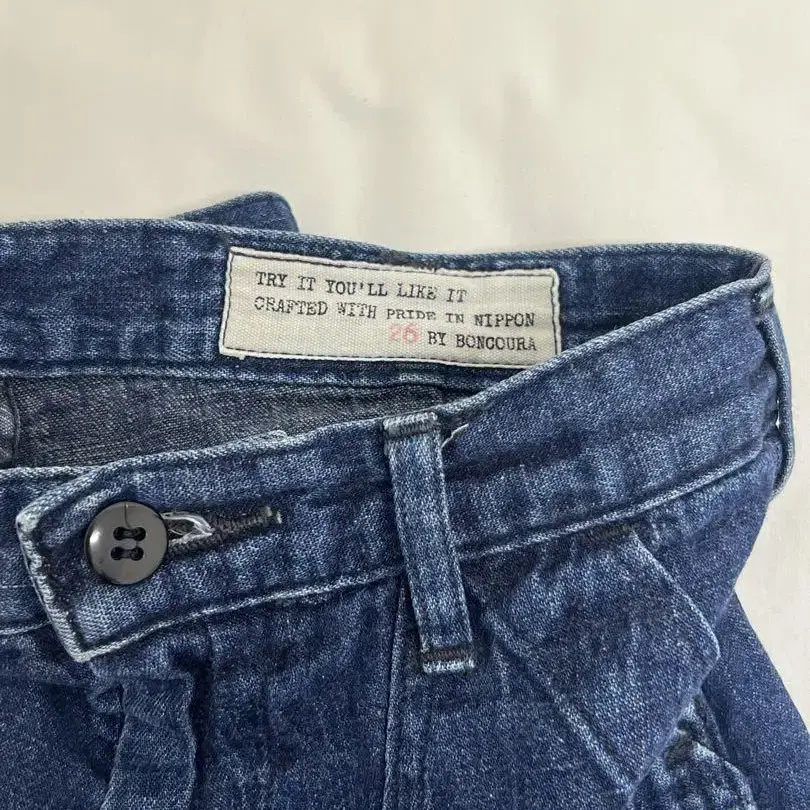 TRY IT YOU'LL LIKE IT
CRAFTED WITH PRIDE IN NIPPON
26 BY BONCOURA